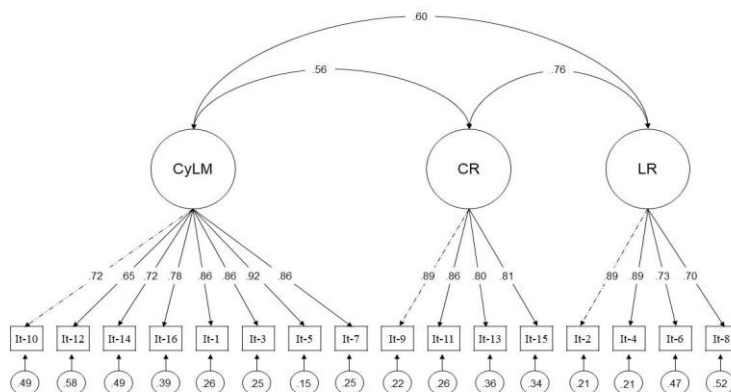 .60
.56 .76
CyLM CR LR
.72 .65 .72 .78 .86 .86 .92 .86 .89 .86 .80 .81 .89 .89 .73 .70
It-10 It-12 It-14 It-16 It-1 It-3 It-5 It-7 It-9 It-11 It-13 It-15 It-2 It-4 It-6 It-8
.49 .58 .49 .39 .26 .25 .15 .25 .22 .26 .36 .34 .21 .21 .47 .52